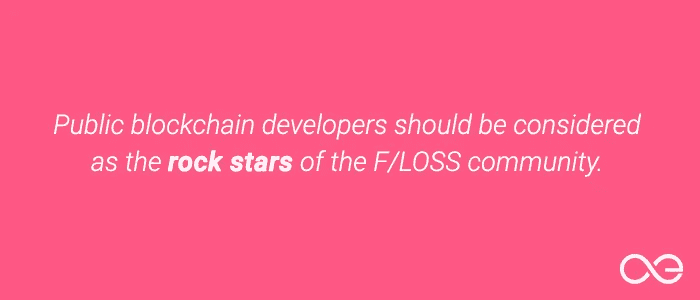 Public blockchain developers should be considered
as the rock stars of the F/LOSS community.